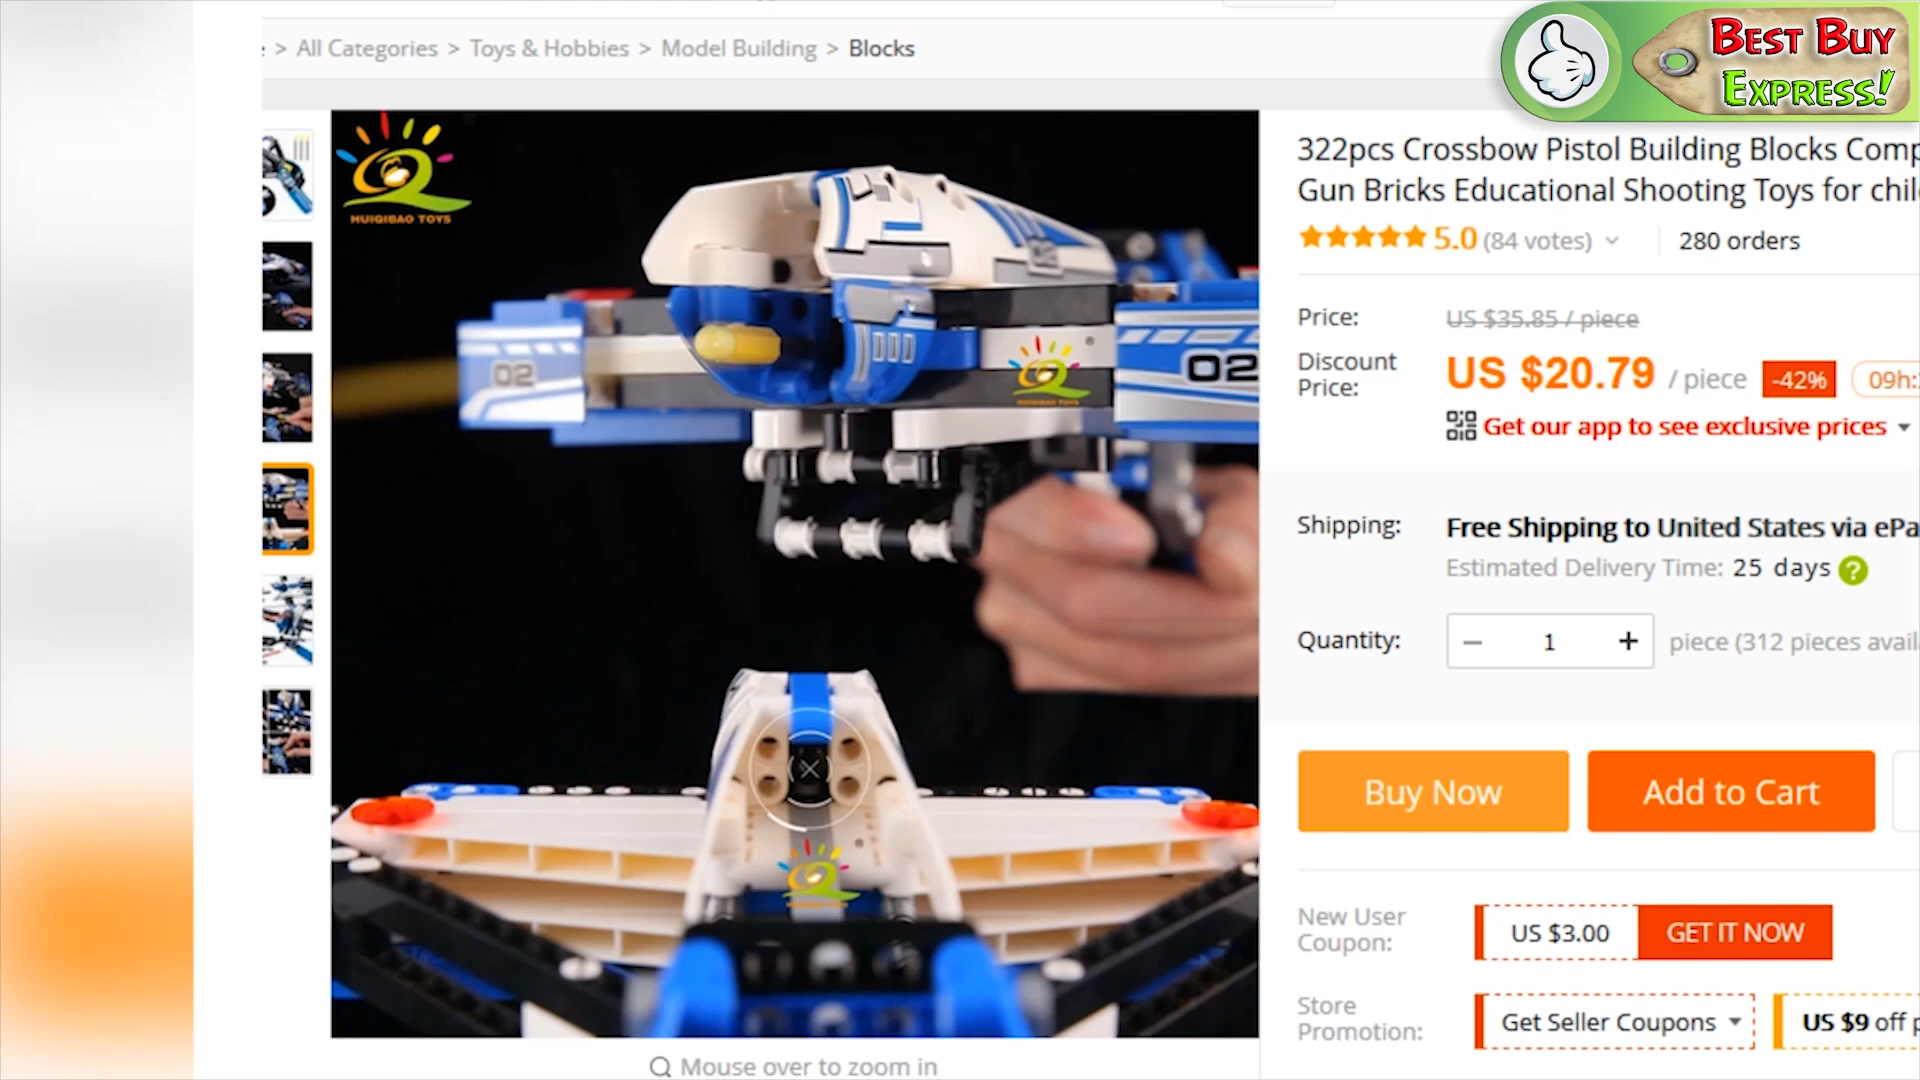 > All Categories > Toys & Hobbies > Model Building > Blocks
BEST BUY
EXPRESS!
HUIQIBAO TOYS
02
02
HUIQIBAO TOYS
322pcs Crossbow Pistol Building Blocks Comp
Gun Bricks Educational Shooting Toys for chil
5.0 (84 votes)
280 orders
Price:
US $35.85 / piece
Discount
Price:
US $20.79 / piece
-42%
09h:
Get our app to see exclusive prices
Shipping:
Free Shipping to United States via ePa
Estimated Delivery Time: 25 days ?
Quantity:
− 1 +
piece (312 pieces avail
Buy Now
Add to Cart
New User
Coupon:
US $3.00
GET IT NOW
Store
Promotion:
Get Seller Coupons
US $9 off p
Mouse over to zoom in